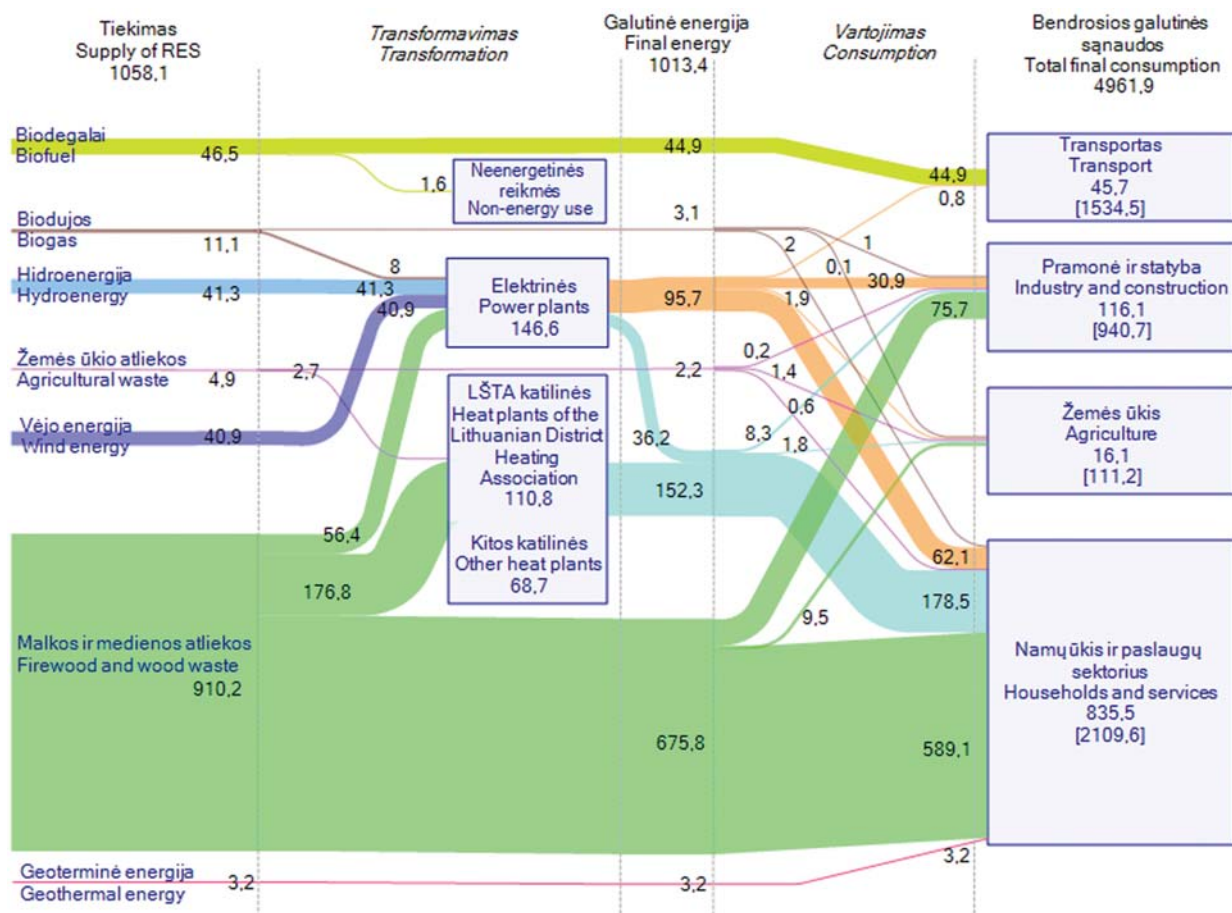 Tiekimas
Supply of RES
1058,1
Transformavimas
Transformation
Galutinė energija
Final energy
1013,4
Vartojimas
Consumption
Bendrosios galutinės
sąnaudos
Total final consumption
4961,9
Biodegalai
Biofuel
46,5
1,6
Neenergetinės
reikmės
Non-energy use
44,9
44,9
0,8
Transportas
Transport
45,7
[1534,5]
Biodujos
Biogas
11,1
8
3,1
2
1
0,1
Hidroenergija
Hydroenergy
41,3
41,3
40,9
Elektrinės
Power plants
146,6
95,7
1,9
30,9
75,7
Pramonė ir statyba
Industry and construction
116,1
[940,7]
Žemės ūkio atliekos
Agricultural waste
4,9
2,7
2,2
0,2
1,4
0,6
Vėjo energija
Wind energy
40,9
LŠTA katilinės
Heat plants of the
Lithuanian District
Heating
Association
110,8
Kitos katilinės
Other heat plants
68,7
36,2
152,3
8,3
1,8
Žemės ūkis
Agriculture
16,1
[111,2]
56,4
176,8
62,1
178,5
9,5
Malkos ir medienos atliekos
Firewood and wood waste
910,2
675,8
589,1
Namų ūkis ir paslaugų
sektorius
Households and services
835,5
[2109,6]
Geoterminė energija
Geothermal energy
3,2
3,2
3,2